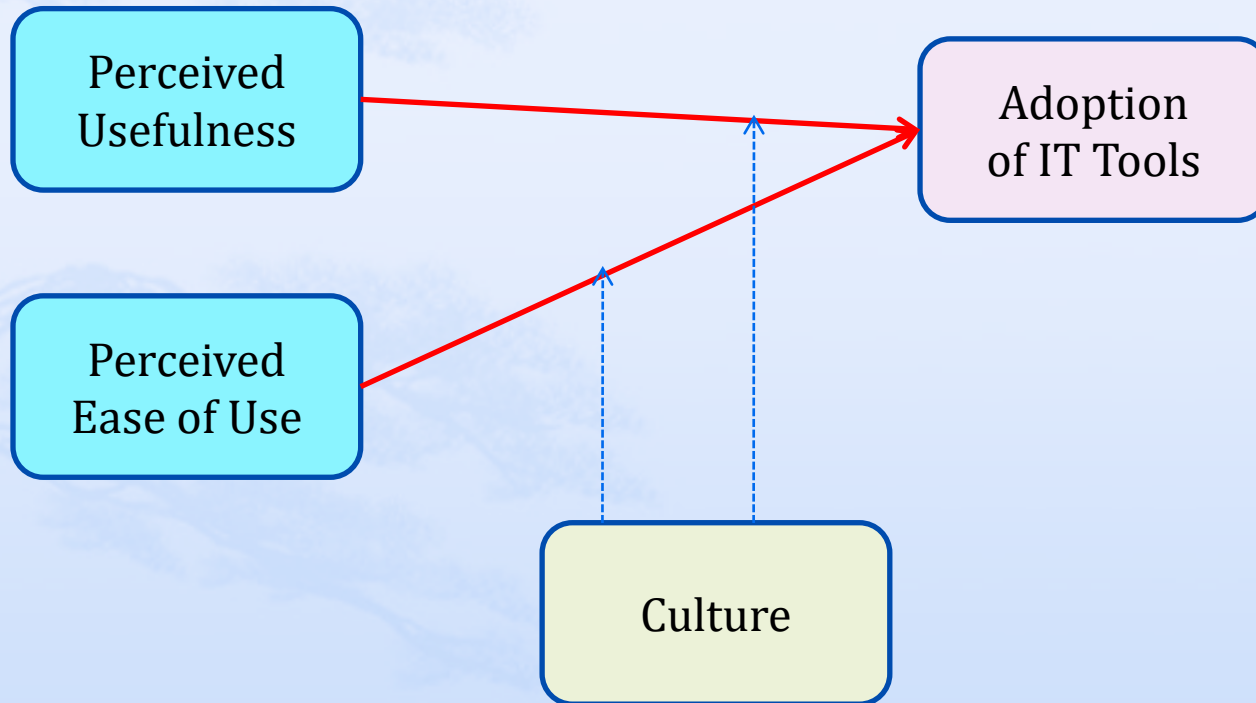 Perceived
Usefulness
Adoption
of IT Tools
Perceived
Ease of Use
Culture